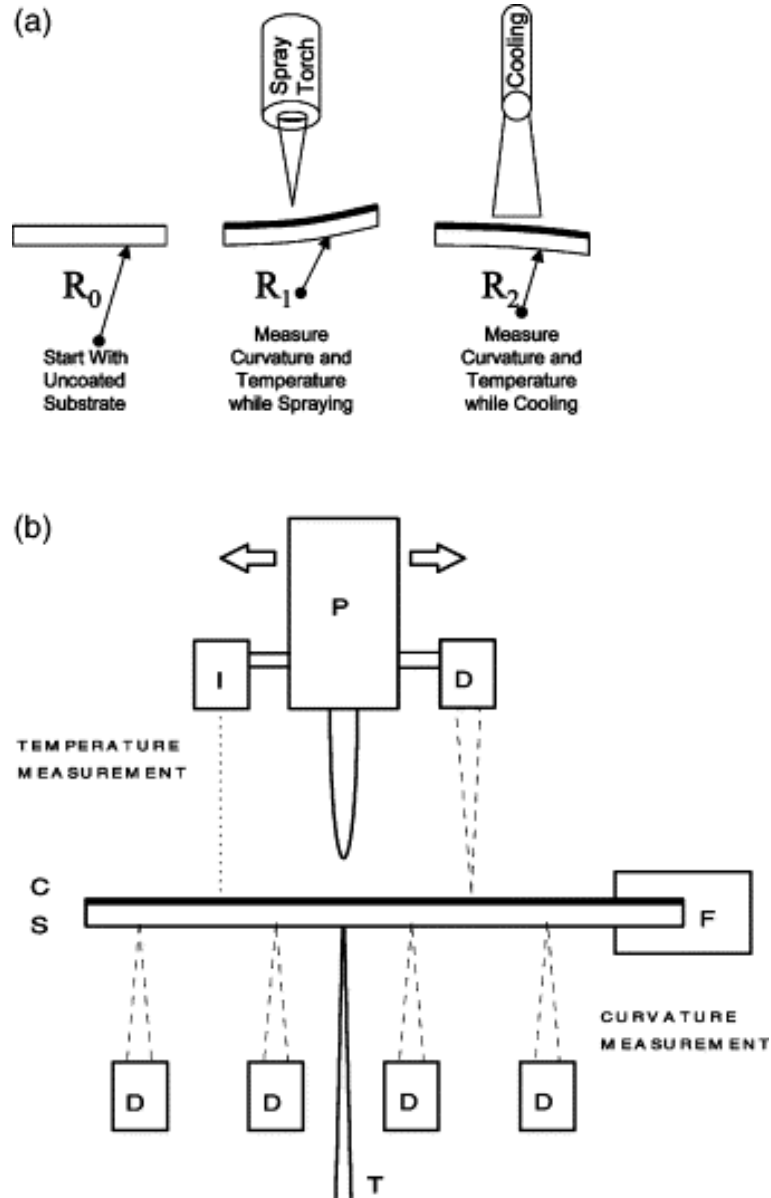 (a)
Spray
Torch
Cooling
R0
R1
R2
Start With
Uncoated
Substrate
Measure
Curvature and
Temperature
while Spraying
Measure
Curvature and
Temperature
while Cooling
(b)
P
I
D
TEMPERATURE
MEASUREMENT
C
S
F
CURVATURE
MEASUREMENT
D
D
D
D
T